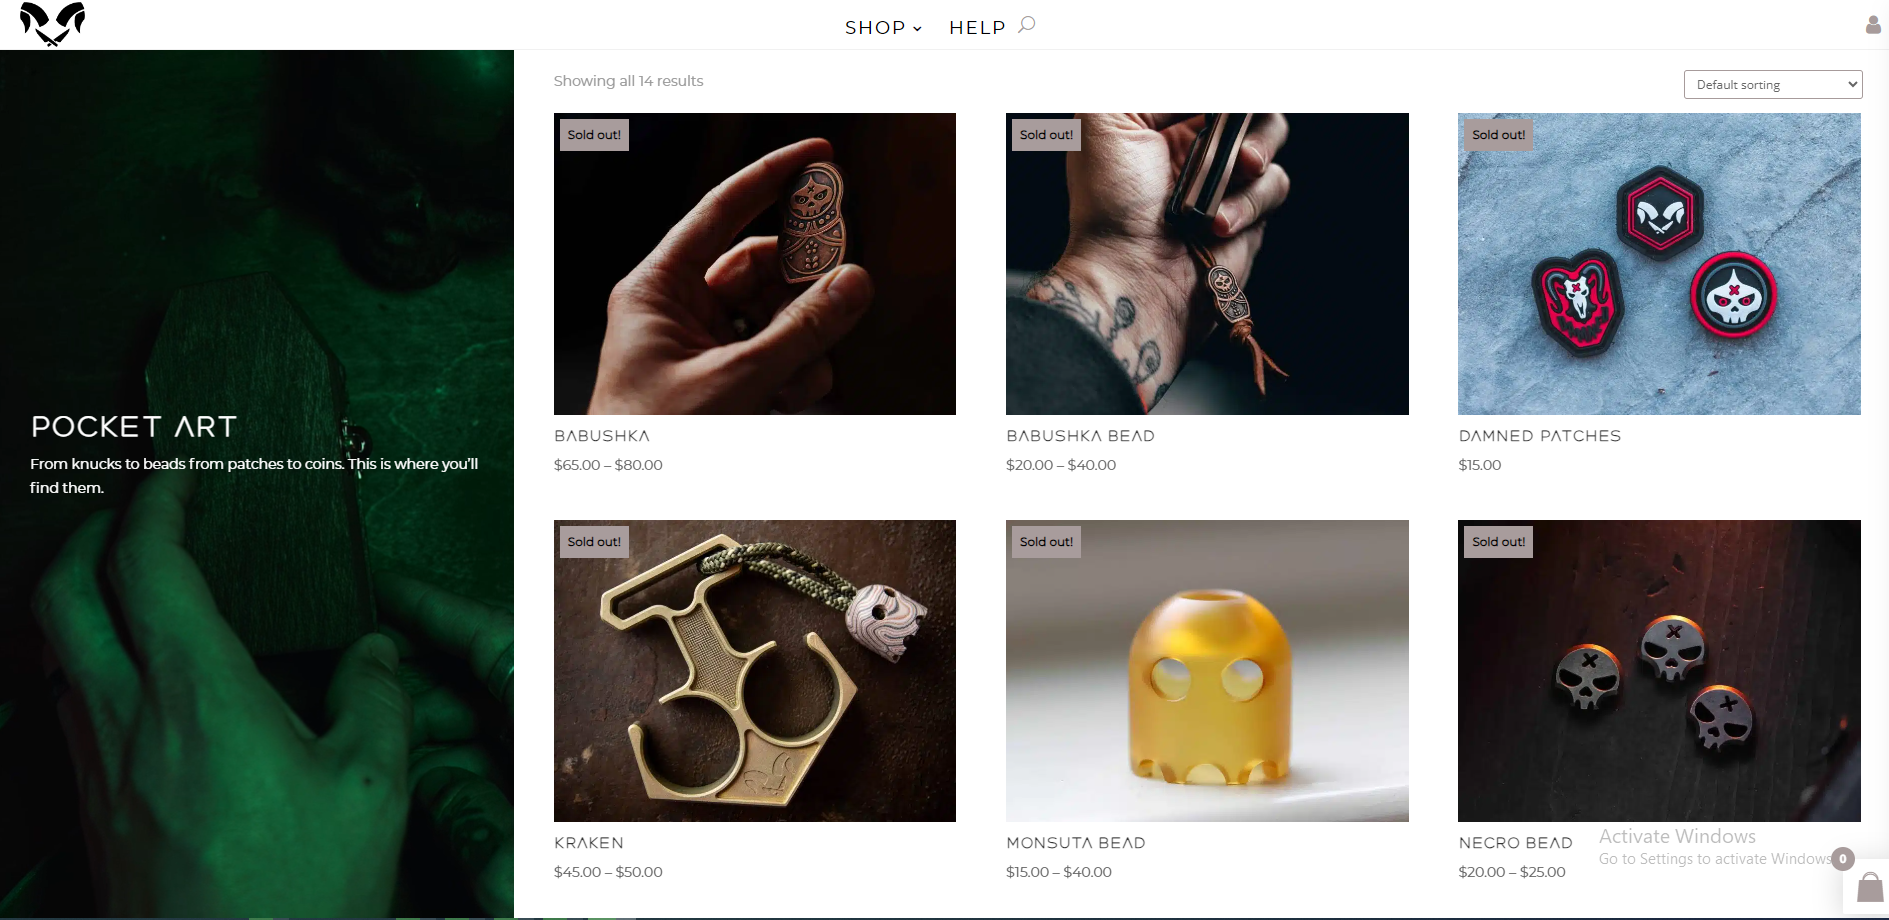 SHOP HELP
POCKET ART
From knucks to beads from patches to coins. This is where you'll
find them.
Showing all 14 results
Default sorting
Sold out!
BABUSHKA
$65.00 – $80.00
Sold out!
BABUSHKA BEAD
$20.00 – $40.00
Sold out!
DAMNED PATCHES
$15.00
Sold out!
KRAKEN
$45.00 – $50.00
Sold out!
MONSUTA BEAD
$15.00 – $40.00
Sold out!
NECRO BEAD
$20.00 – $25.00
Activate Windows
Go to Settings to activate Windows
0